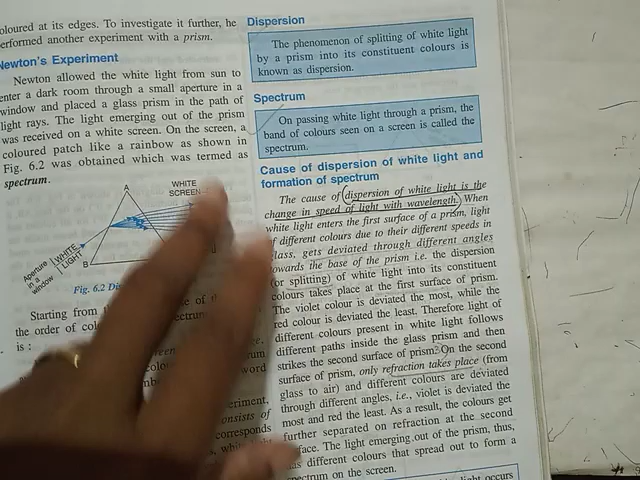 oloured at its edges. To investigate it further, he
erformed another experiment with a prism.
Newton's Experiment
Newton allowed the white light from sun to
enter a dark room through a small aperture in a
window and placed a glass prism in the path of
light rays. The light emerging out of the prism
was received on a white screen. On the screen, a
coloured patch like a rainbow as shown in
Fig. 6.2 was obtained which was termed as
spectrum.
A
WHITE
SCREEN
B
Aperture
in a
window
WHITE
LIGHT
Fig. 6.2
Starting from
the order of
is :
Dispersion
The phenomenon of splitting of white light
by a prism into its constituent colours is
known as dispersion.
Spectrum
On passing white light through a prism, the
band of colours seen on a screen is called the
spectrum.
Cause of dispersion of white light and
formation of spectrum
The cause of dispersion of white light is the
change in speed of light with wavelength. When
white light enters the first surface of a prism, light
of different colours due to their different speeds in
glass, gets deviated through different angles
towards the base of the prism i.e. the dispersion
(or splitting) of white light into its constituent
colours takes place at the first surface of prism.
The violet colour is deviated the most, while the
red colour is deviated the least. Therefore light of
different colours present in white light follows
different paths inside the glass prism and then
strikes the second surface of prism. On the second
surface of prism, only refraction takes place (from
glass to air) and different colours are deviated
through different angles, i.e., violet is deviated the
most and red the least. As a result, the colours get
further separated on refraction at the second
face. The light emerging out of the prism, thus,
as different colours that spread out to form a
spectrum on the screen.
light occurs